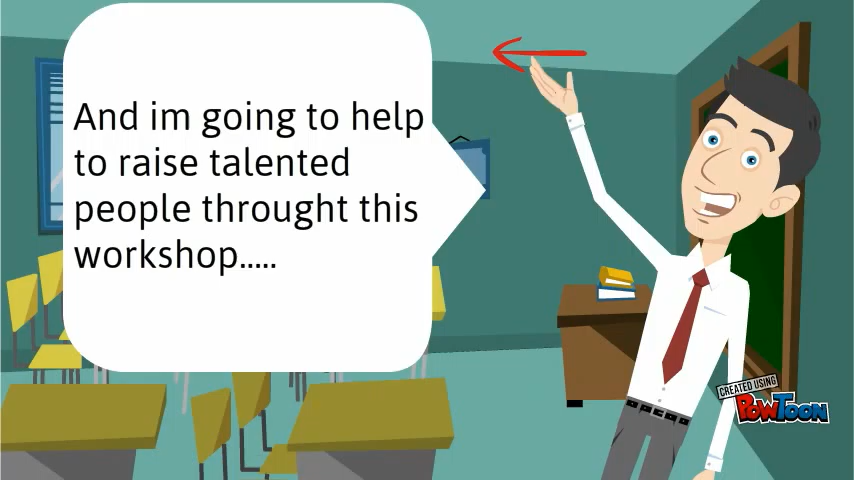 And im going to help
to raise talented
people throught this
workshop.....
CREATED USING
POWTOON